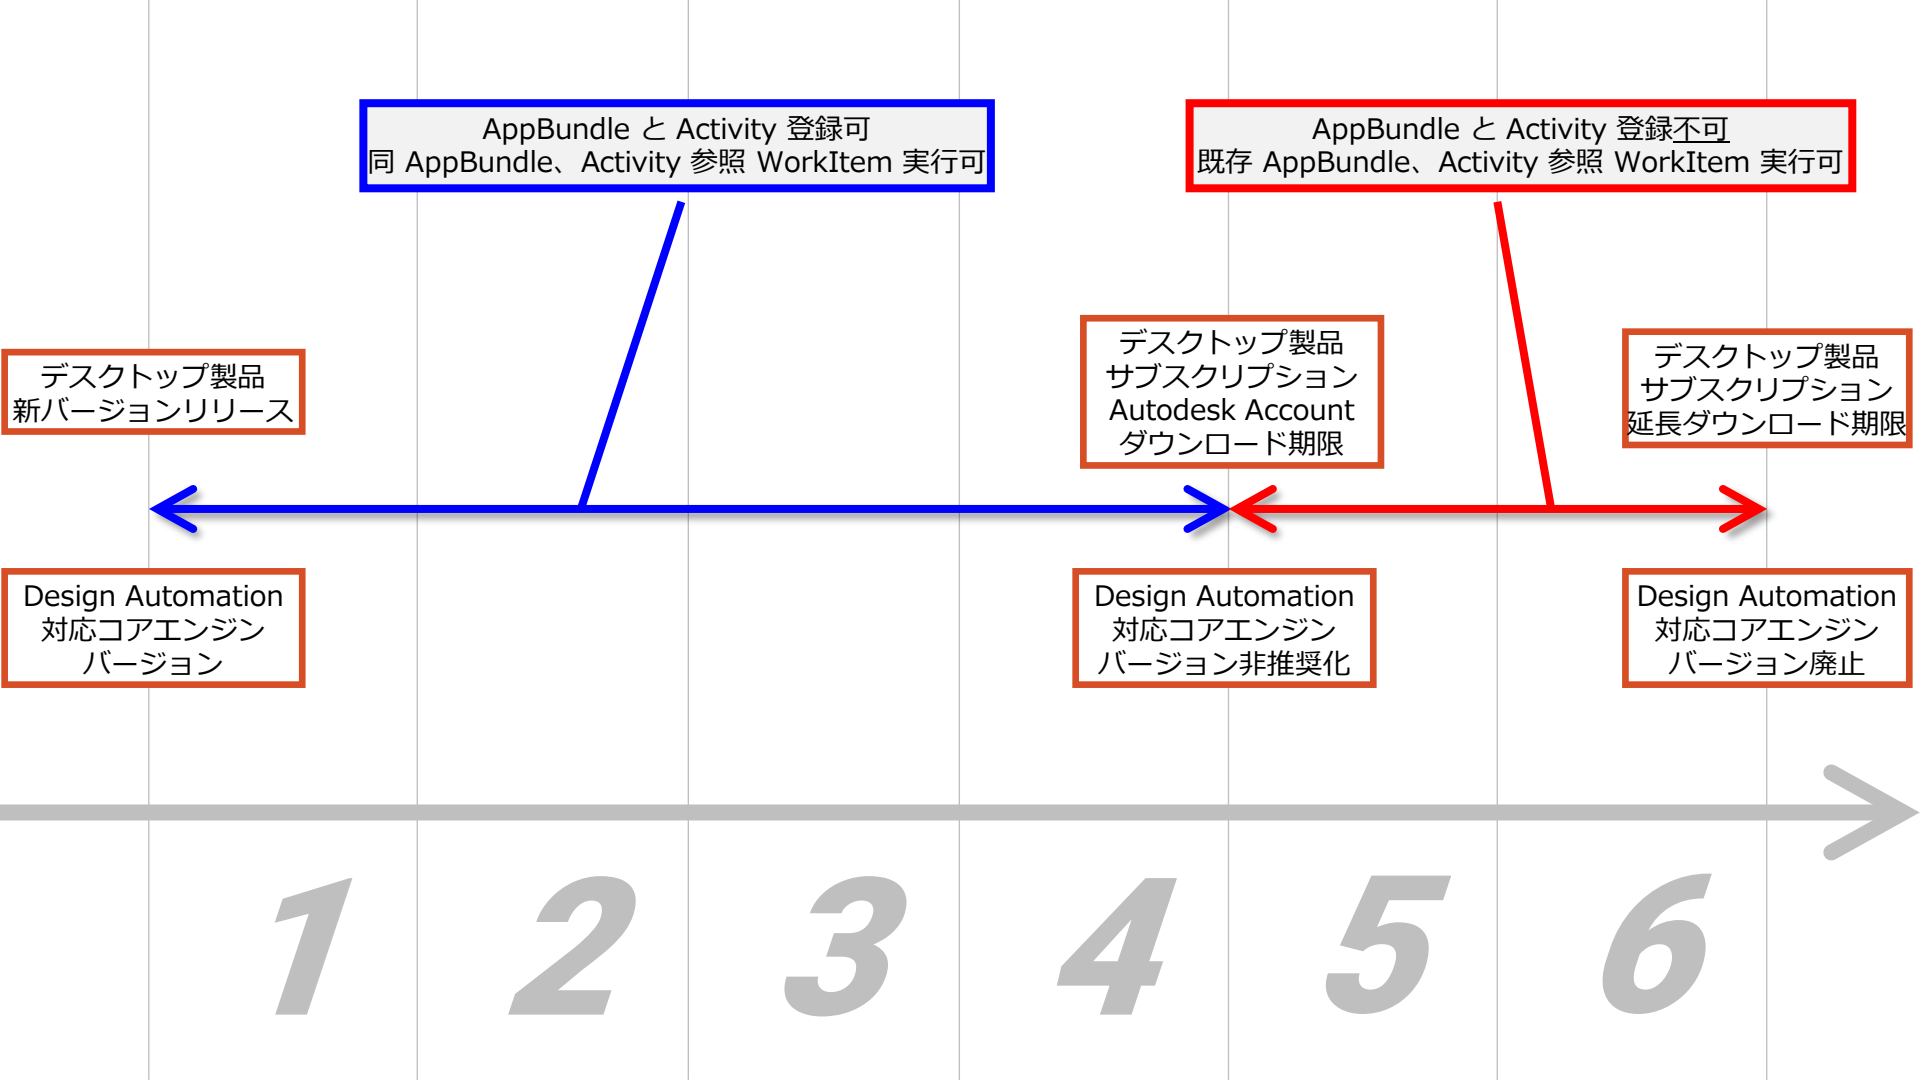 AppBundle と Activity 登録可
同 AppBundle、Activity 参照 WorkItem 実行可
AppBundle と Activity 登録不可
既存 AppBundle、Activity 参照 WorkItem 実行可
デスクトップ製品
新バージョンリリース
デスクトップ製品
サブスクリプション
Autodesk Account
ダウンロード期限
デスクトップ製品
サブスクリプション
延長ダウンロード期限
Design Automation
対応コアエンジン
バージョン
Design Automation
対応コアエンジン
バージョン非推奨化
Design Automation
対応コアエンジン
バージョン廃止
1 2 3 4 5 6